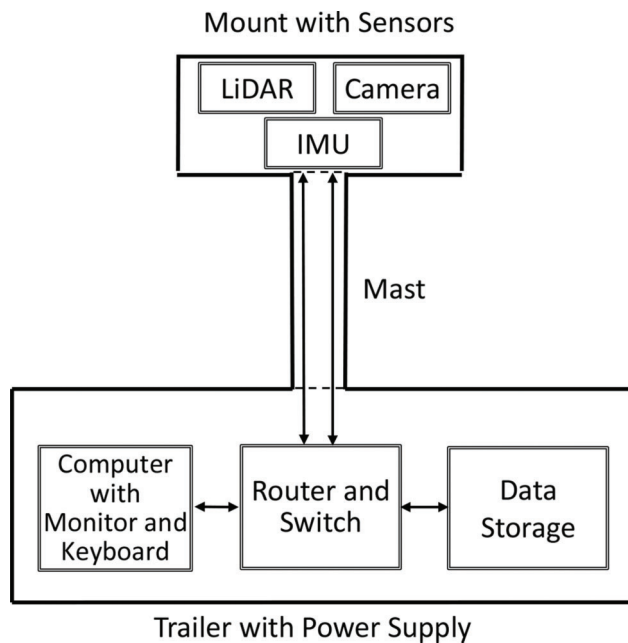 Mount with Sensors
LiDAR
Camera
IMU
Mast
Computer
with
Monitor and
Keyboard
Router and
Switch
Data
Storage
Trailer with Power Supply